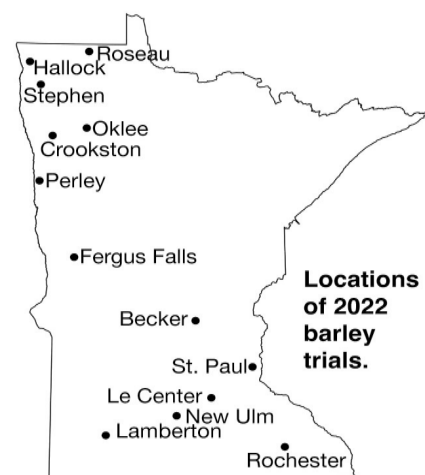 Roseau
Hallock
Stephen
Oklee
Crookston
Perley
Fergus Falls
Locations
of 2022
barley
trials.
Becker
St. Paul
Le Center
New Ulm
Lamberton
Rochester